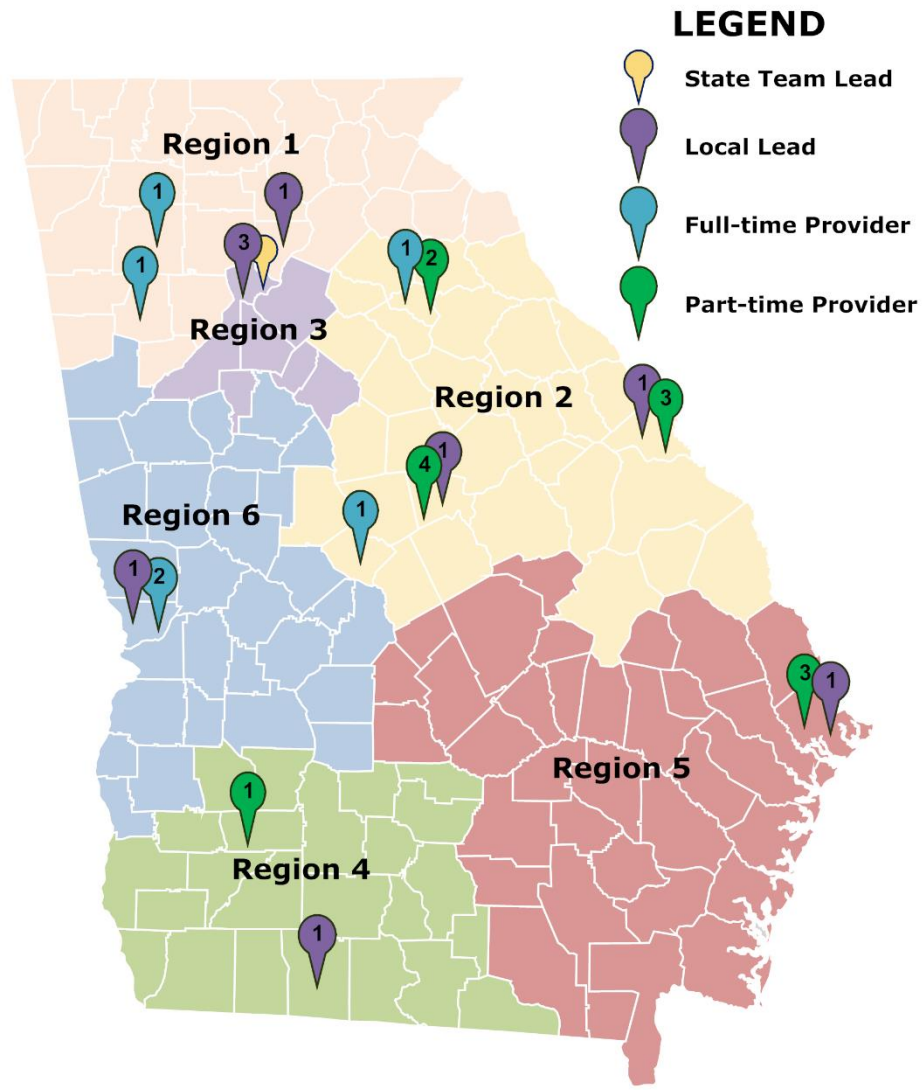 LEGEND
State Team Lead
Local Lead
Full-time Provider
Part-time Provider
Region 1
1
1
1
3
1
2
Region 3
1
3
Region 2
1
4
1
Region 6
1
2
3
1
Region 5
1
Region 4
1